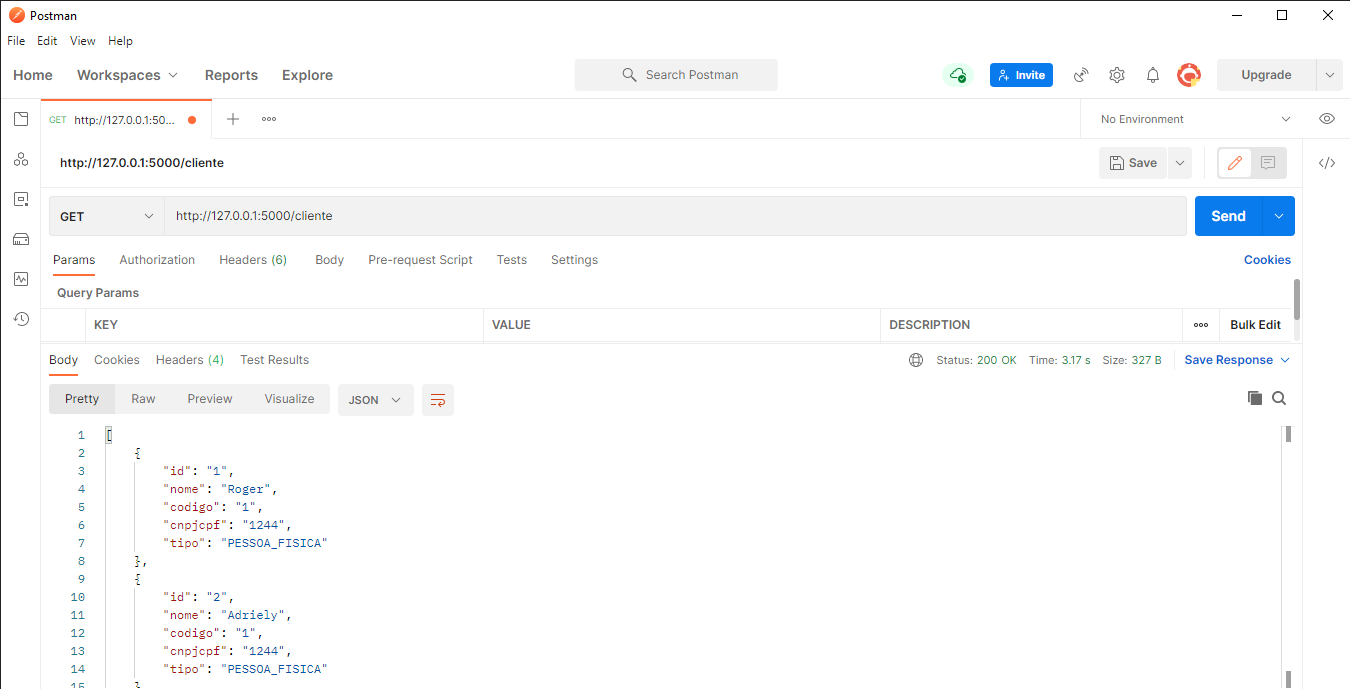 Postman
File Edit View Help
Home Workspaces Reports Explore Search Postman Invite Upgrade
GET http://127.0.0.1:50... No Environment
http://127.0.0.1:5000/cliente Save
GET http://127.0.0.1:5000/cliente Send
Params Authorization Headers (6) Body Pre-request Script Tests Settings Cookies
Query Params
KEY VALUE DESCRIPTION Bulk Edit
Body Cookies Headers (4) Test Results Status: 200 OK Time: 3.17 s Size: 327 B Save Response
Pretty Raw Preview Visualize JSON
1 [
2 {
3 "id": "1",
4 "nome": "Roger",
5 "codigo": "1",
6 "cnpjcpf": "1244",
7 "tipo": "PESSOA_FISICA"
8 },
9 {
10 "id": "2",
11 "nome": "Adriely",
12 "codigo": "1",
13 "cnpjcpf": "1244",
14 "tipo": "PESSOA_FISICA"
15 }